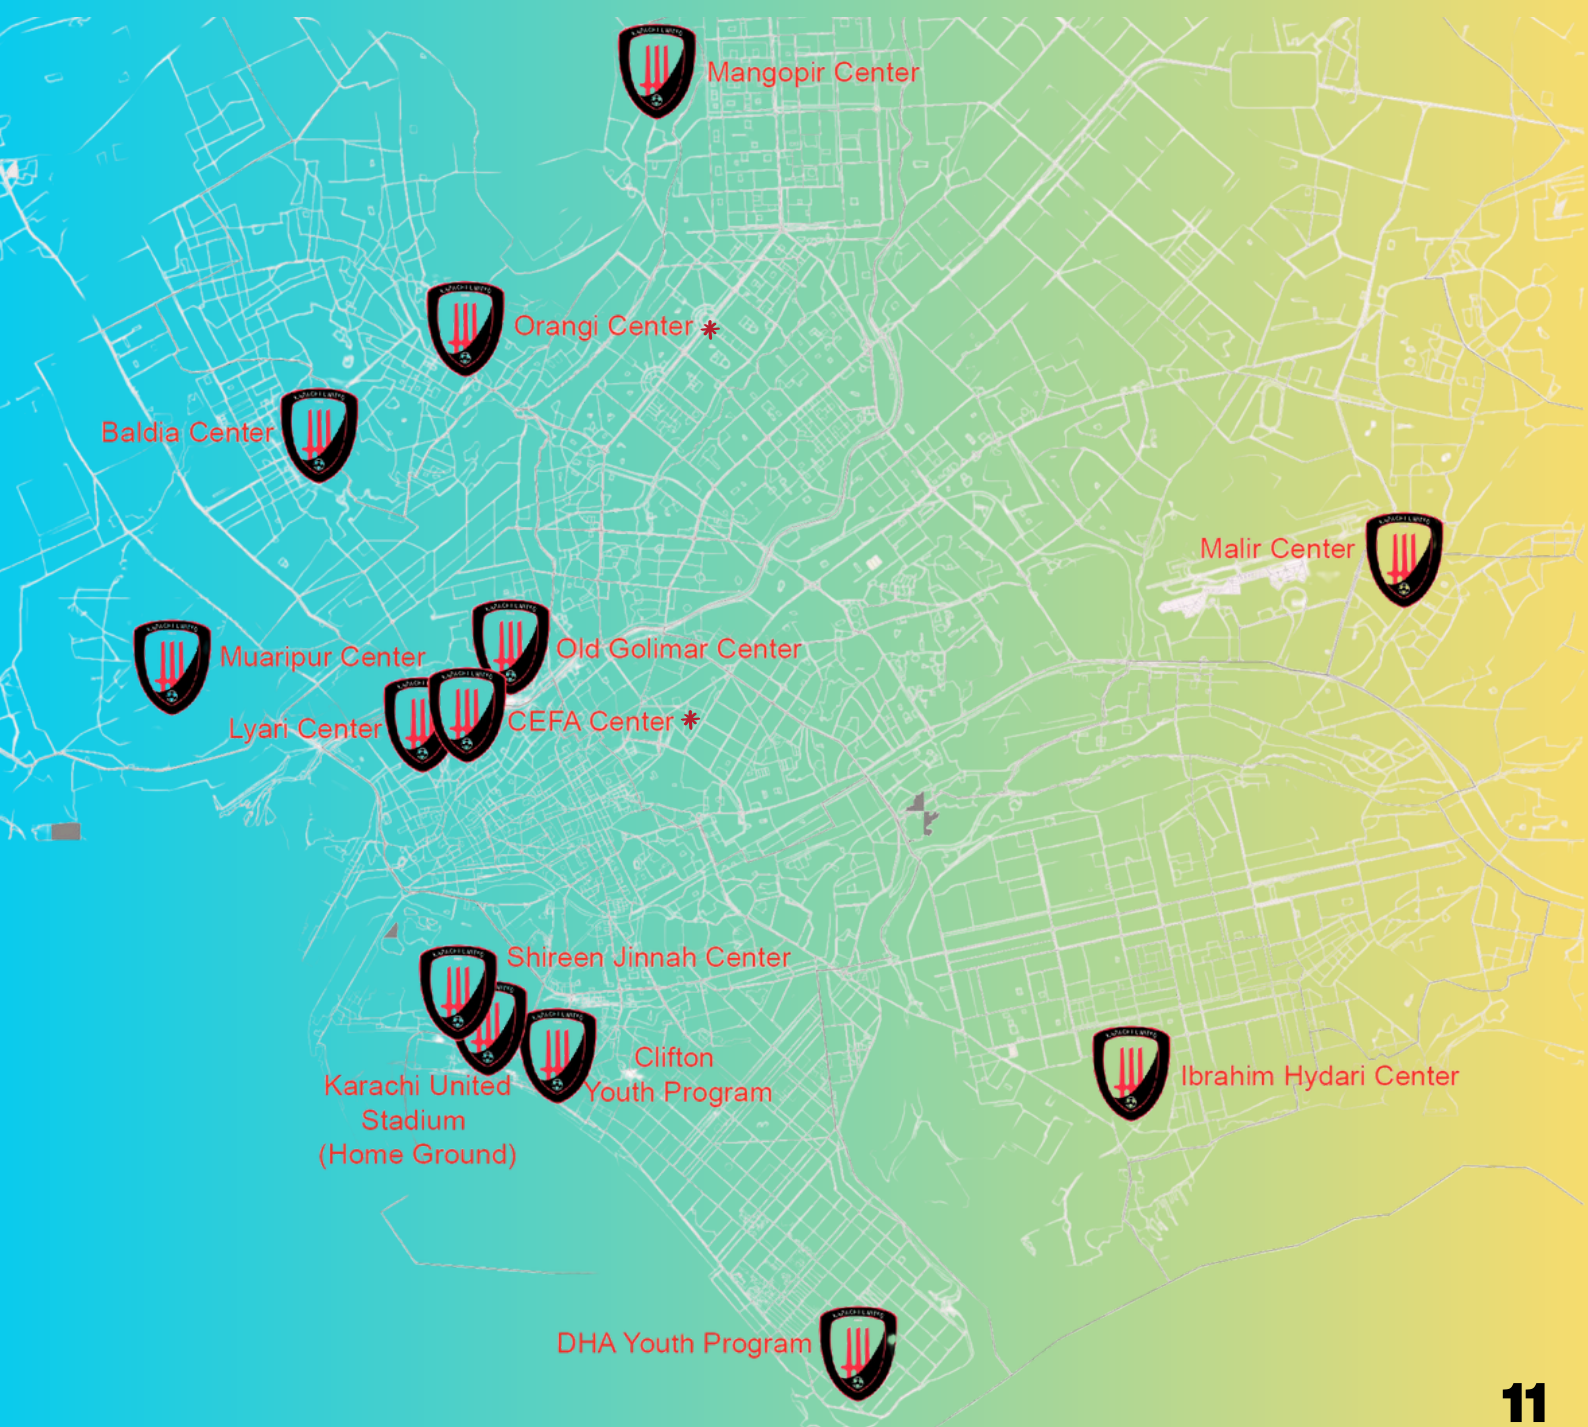 Mangopir Center
Orangi Center *
Baldia Center
Malir Center
Old Golimar Center
Muaripur Center
CEFA Center *
Lyari Center
Shireen Jinnah Center
Clifton
Youth Program
Karachi United
Stadium
(Home Ground)
Ibrahim Hydari Center
DHA Youth Program
11